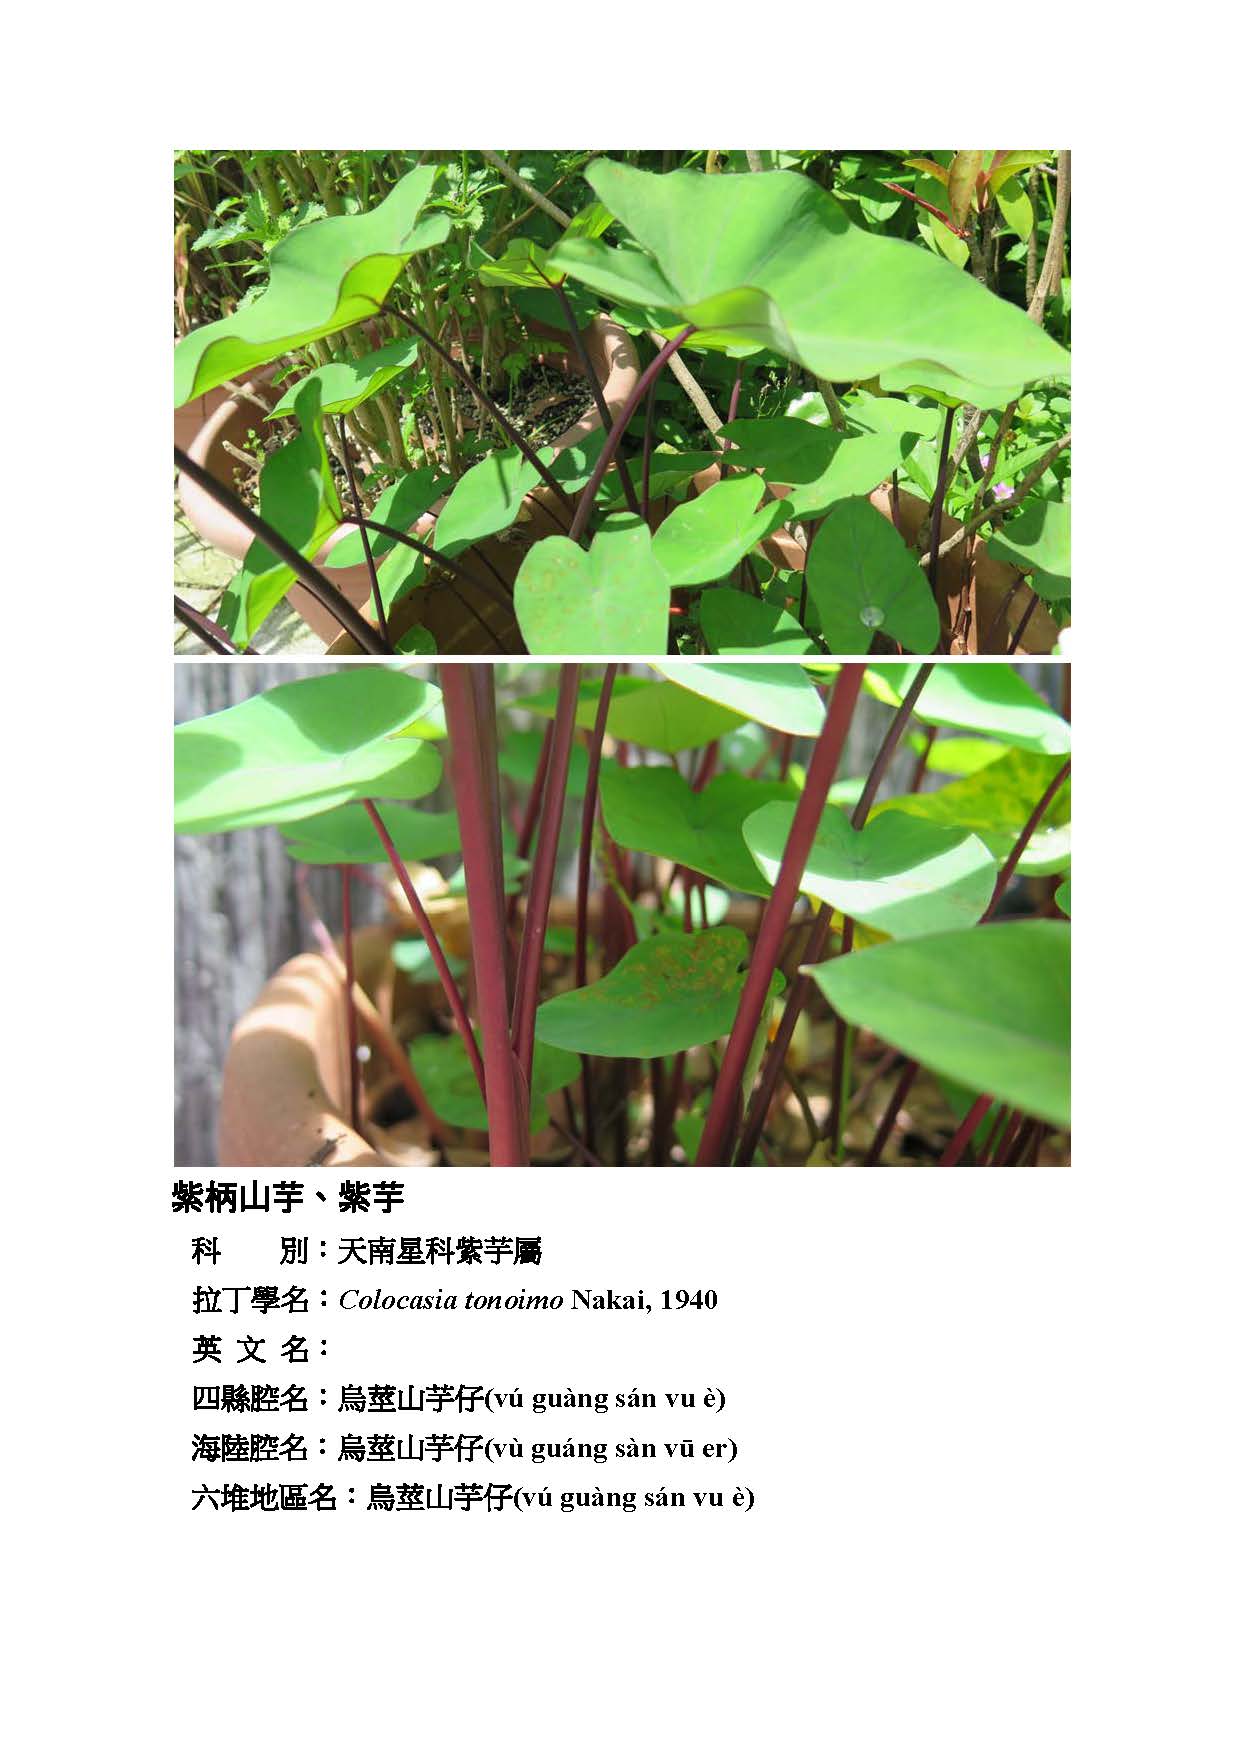 紫柄山芋、紫芋
科　　別：天南星科紫芋屬
拉丁學名：Colocasia tonoimo Nakai, 1940
英 文 名：
四縣腔名：烏莖山芋仔(vú guàng sán vu è)
海陸腔名：烏莖山芋仔(vù guáng sàn vū er)
六堆地區名：烏莖山芋仔(vú guàng sán vu è)